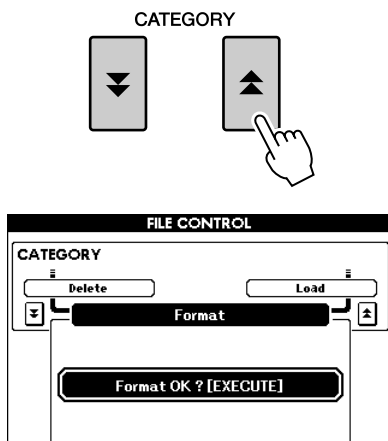 CATEGORY
FILE CONTROL
CATEGORY
Delete Load
Format
Format OK ? [EXECUTE]